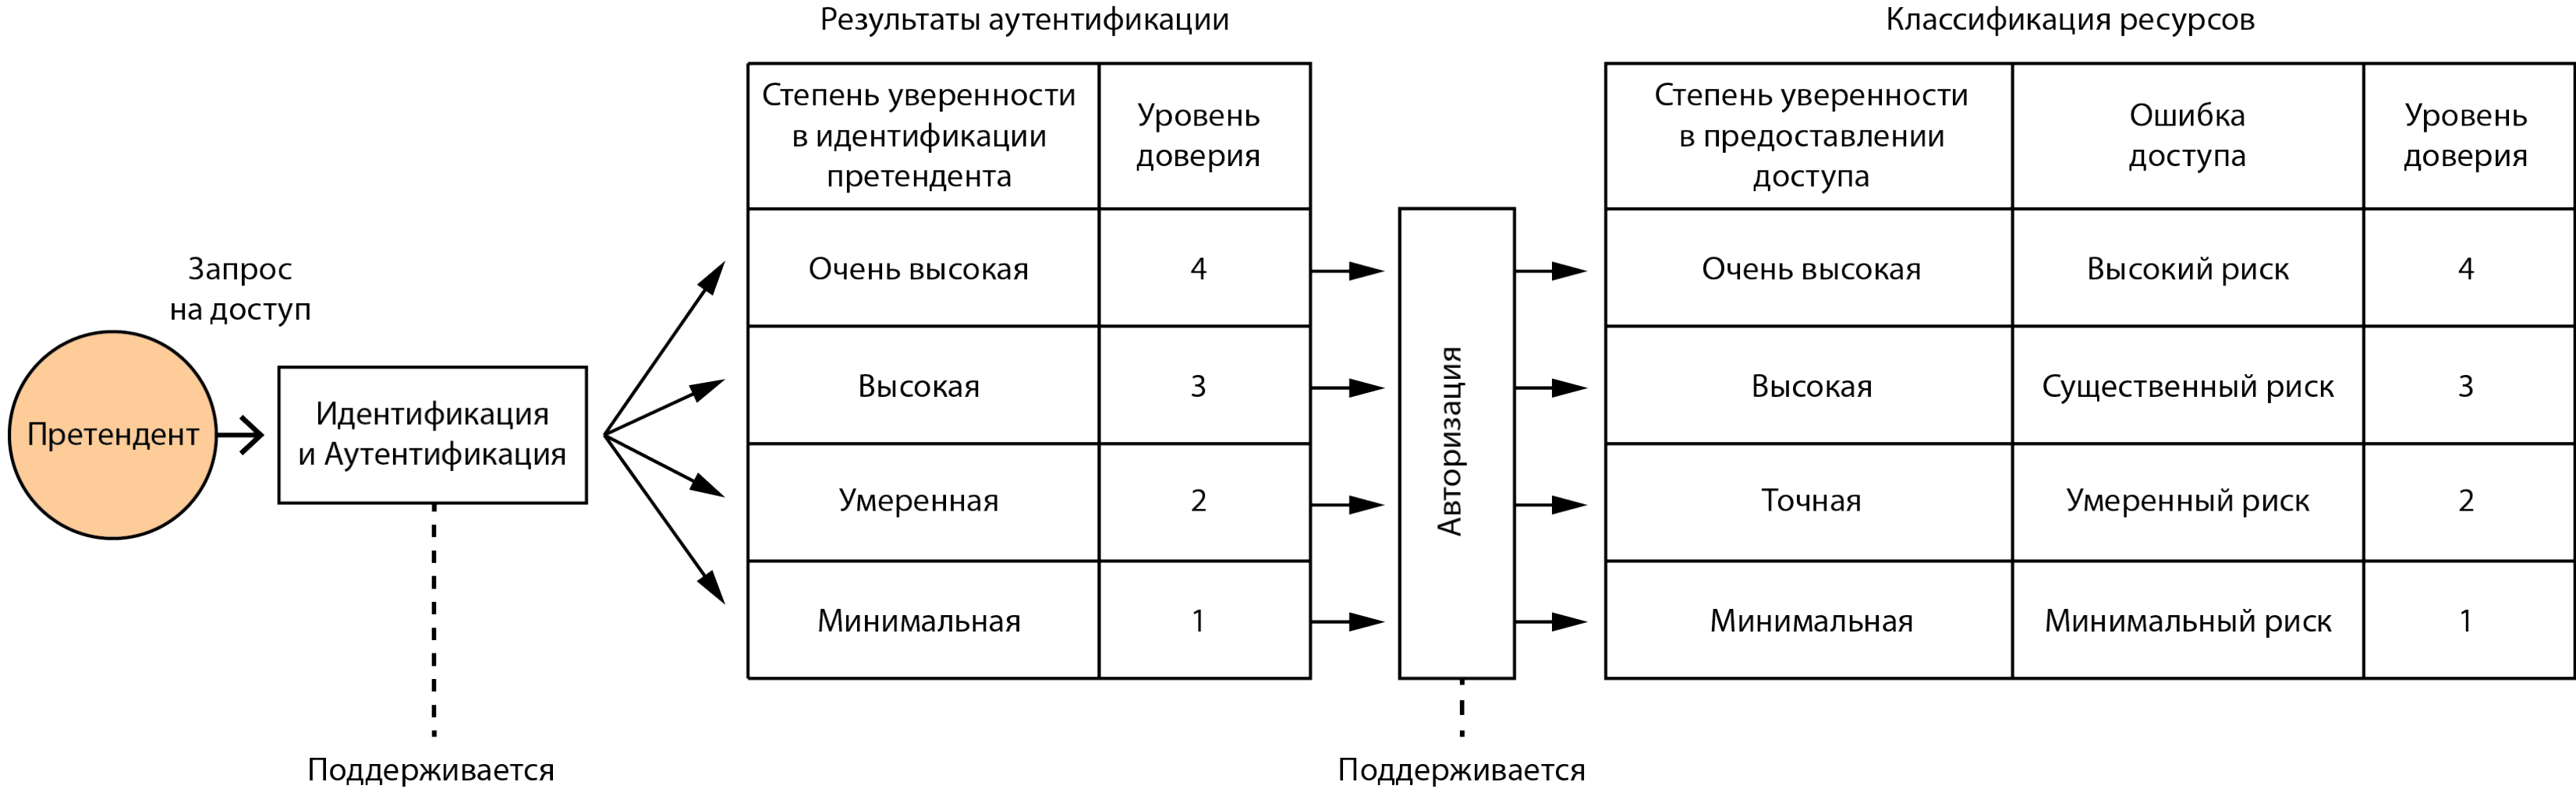 Результаты аутентификации
Классификация ресурсов
Степень уверенности
в идентификации
претендента
Уровень
доверия
Степень уверенности
в предоставлении
доступа
Ошибка
доступа
Уровень
доверия
Запрос
на доступ
Претендент
Идентификация
и Аутентификация
Поддерживается
Очень высокая
4
Высокая
3
Умеренная
2
Минимальная
1
Авторизация
Поддерживается
Очень высокая
Высокий риск
4
Высокая
Существенный риск
3
Точная
Умеренный риск
2
Минимальная
Минимальный риск
1